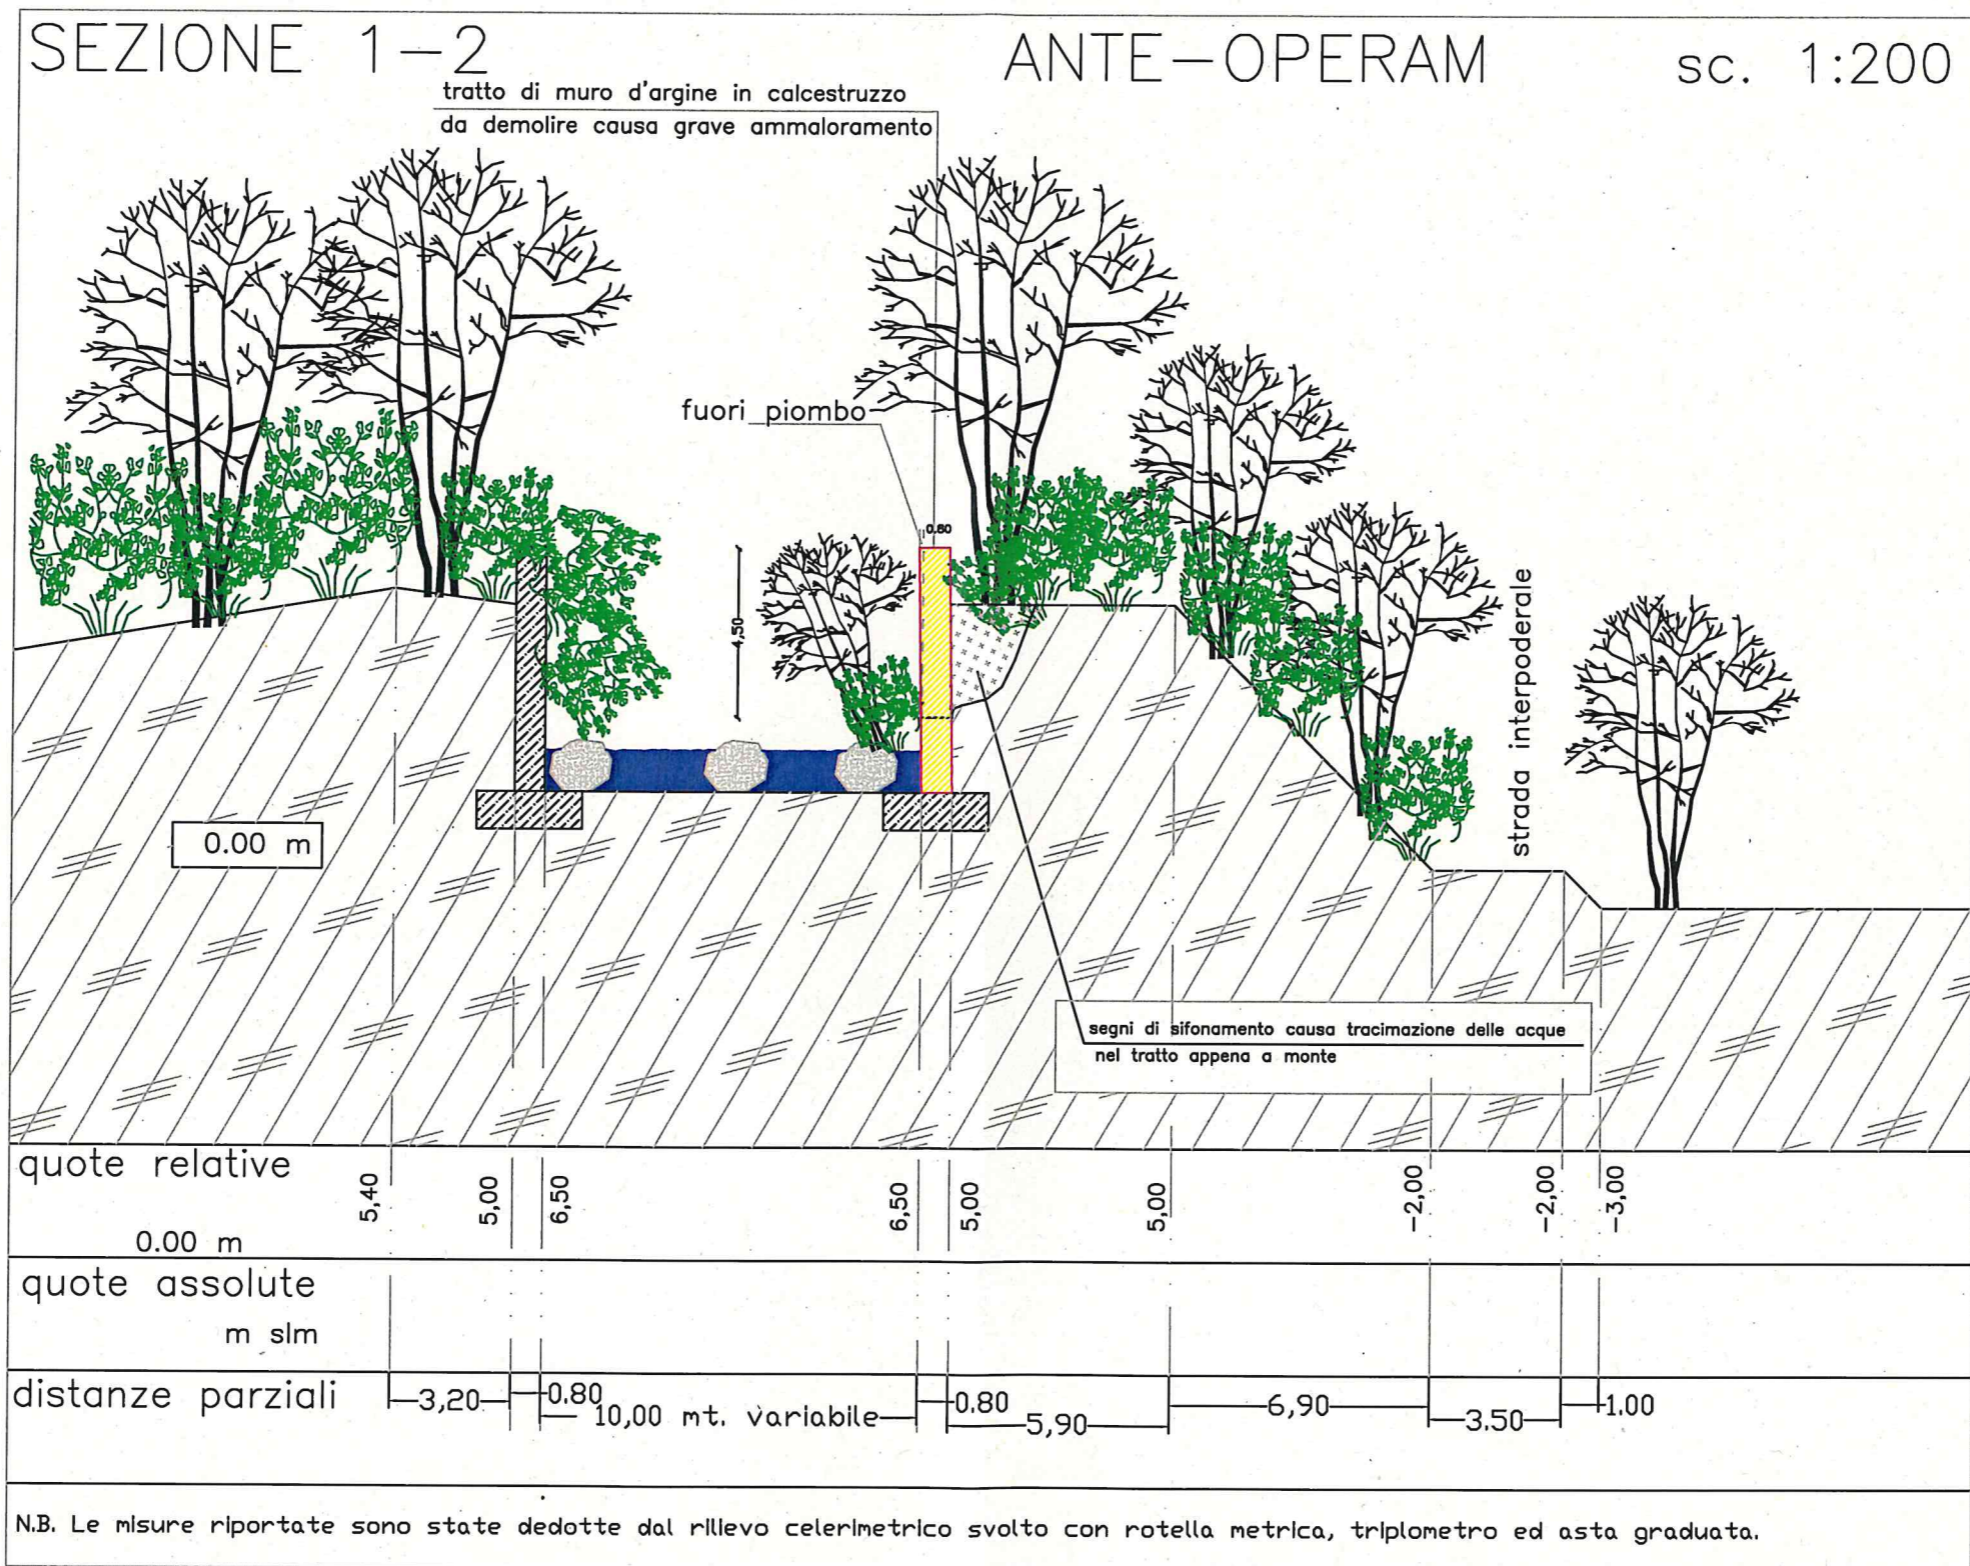 SEZIONE 1-2
ANTE-OPERAM
sc. 1:200
tratto di muro d'argine in calcestruzzo
da demolire causa grave ammaloramento
fuori piombo
0.80
4,50
strada interpoderale
0.00 m
segni di sifonamento causa tracimazione delle acque
nel tratto appena a monte
quote relative
0.00 m
5,40
5,00
6,50
6,50
5,00
5,00
-2,00
-2,00
-3,00
quote assolute
m slm
distanze parziali
3,20
0.80
10,00 mt. variabile
0.80
5,90
6,90
3.50
1.00
N.B. Le misure riportate sono state dedotte dal rilievo celerimetrico svolto con rotella metrica, triplometro ed asta graduata.